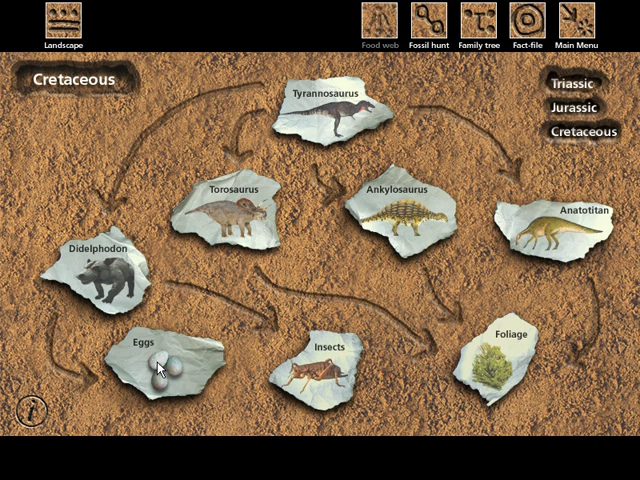 Landscape
Food web
Fossil hunt
Family tree
Fact-file
Main Menu
Cretaceous
Triassic
Jurassic
Cretaceous
Tyrannosaurus
Torosaurus
Ankylosaurus
Anatotitan
Didelphodon
Eggs
Insects
Foliage
i